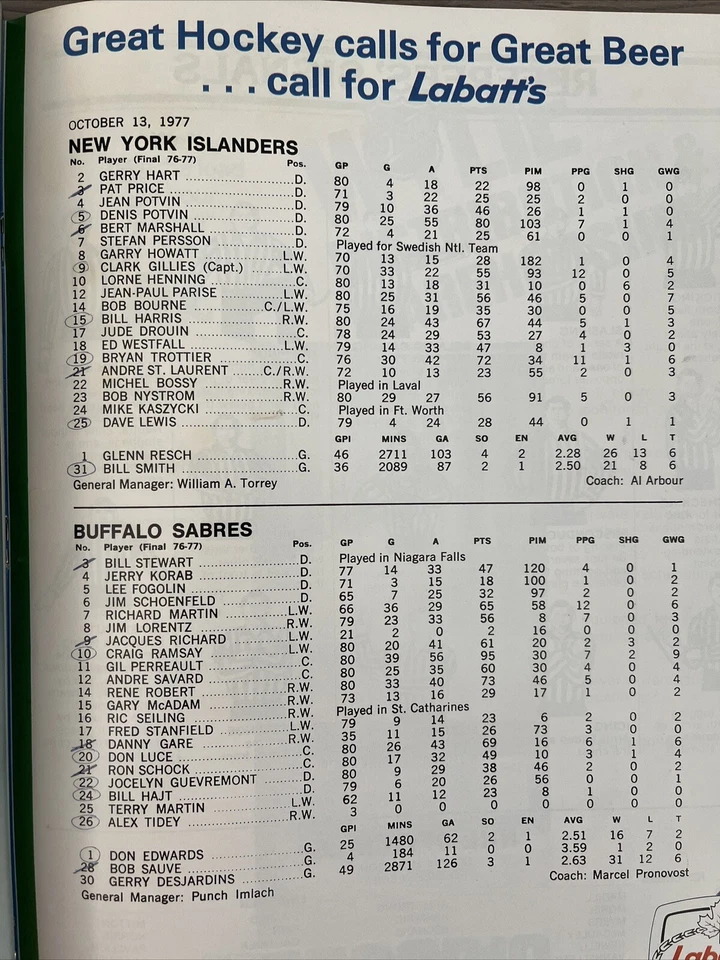 Great Hockey calls for Great Beer
. . . call for Labatt's
OCTOBER 13, 1977
NEW YORK ISLANDERS
No. Player (Final 76-77) Pos. GP G A PTS PIM PPG SHG GWG
2 GERRY HART D. 80 4 18 22 98 0 1 0
3 PAT PRICE D. 71 3 22 25 25 2 0 0
4 JEAN POTVIN D. 79 10 36 46 26 1 1 0
5 DENIS POTVIN D. 80 25 55 80 103 7 1 4
6 BERT MARSHALL D. 72 4 21 25 61 0 0 1
7 STEFAN PERSSON D. Played for Swedish Ntl. Team
8 GARRY HOWATT L.W. 70 13 15 28 182 1 0 4
9 CLARK GILLIES (Capt.) L.W. 70 33 22 55 93 12 0 5
10 LORNE HENNING C. 80 13 18 31 10 0 6 2
12 JEAN-PAUL PARISE L.W. 80 25 31 56 46 5 0 7
14 BOB BOURNE C./L.W. 75 16 19 35 30 0 0 5
15 BILL HARRIS R.W. 80 24 43 67 44 5 1 3
17 JUDE DROUIN C. 78 24 29 53 27 4 0 2
18 ED WESTFALL L.W. 79 14 33 47 8 1 3 0
19 BRYAN TROTTIER C. 76 30 42 72 34 11 1 6
21 ANDRE ST. LAURENT C./R.W. 72 10 13 23 55 2 0 3
22 MICHEL BOSSY R.W. Played in Laval
23 BOB NYSTROM R.W. 80 29 27 56 91 5 0 3
24 MIKE KASZYCKI C. Played in Ft. Worth
25 DAVE LEWIS D. 79 4 24 28 44 0 1 1
GPI MINS GA SO EN AVG W L T
1 GLENN RESCH G. 46 2711 103 4 2 2.28 26 13 6
31 BILL SMITH G. 36 2089 87 2 1 2.50 21 8 6
General Manager: William A. Torrey Coach: Al Arbour
BUFFALO SABRES
No. Player (Final 76-77) Pos. GP G A PTS PIM PPG SHG GWG
3 BILL STEWART D. Played in Niagara Falls
4 JERRY KORAB D. 77 14 33 47 120 4 0 1
5 LEE FOGOLIN D. 71 3 15 18 100 1 0 2
6 JIM SCHOENFELD D. 65 7 25 32 97 2 0 2
7 RICHARD MARTIN L.W. 66 36 29 65 58 12 0 6
8 JIM LORENTZ R.W. 79 23 33 56 8 7 0 3
9 JACQUES RICHARD L.W. 21 2 0 2 16 0 0 0
10 CRAIG RAMSAY L.W. 80 20 41 61 20 2 3 2
11 GIL PERREAULT C. 80 39 56 95 30 7 2 9
12 ANDRE SAVARD C. 80 25 35 60 30 4 0 4
14 RENE ROBERT R.W. 80 33 40 73 46 5 0 4
15 GARY McADAM R.W. 73 13 16 29 17 1 0 2
16 RIC SEILING R.W. Played in St. Catharines
17 FRED STANFIELD L.W. 79 9 14 23 6 2 0 2
18 DANNY GARE R.W. 35 11 15 26 73 3 0 0
20 DON LUCE C. 80 26 43 69 16 6 1 6
21 RON SCHOCK C. 80 17 32 49 10 3 1 4
22 JOCELYN GUEVREMONT D. 80 9 29 38 46 2 0 2
24 BILL HAJT D. 79 6 20 26 56 0 0 1
25 TERRY MARTIN L.W. 62 11 12 23 8 1 0 0
26 ALEX TIDEY R.W. 3 0 0 0 0 0 0 0
GPI MINS GA SO EN AVG W L T
1 DON EDWARDS G. 25 1480 62 2 1 2.51 16 7 2
28 BOB SAUVE G. 4 184 11 0 0 3.59 1 2 0
30 GERRY DESJARDINS G. 49 2871 126 3 1 2.63 31 12 6
General Manager: Punch Imlach Coach: Marcel Pronovost